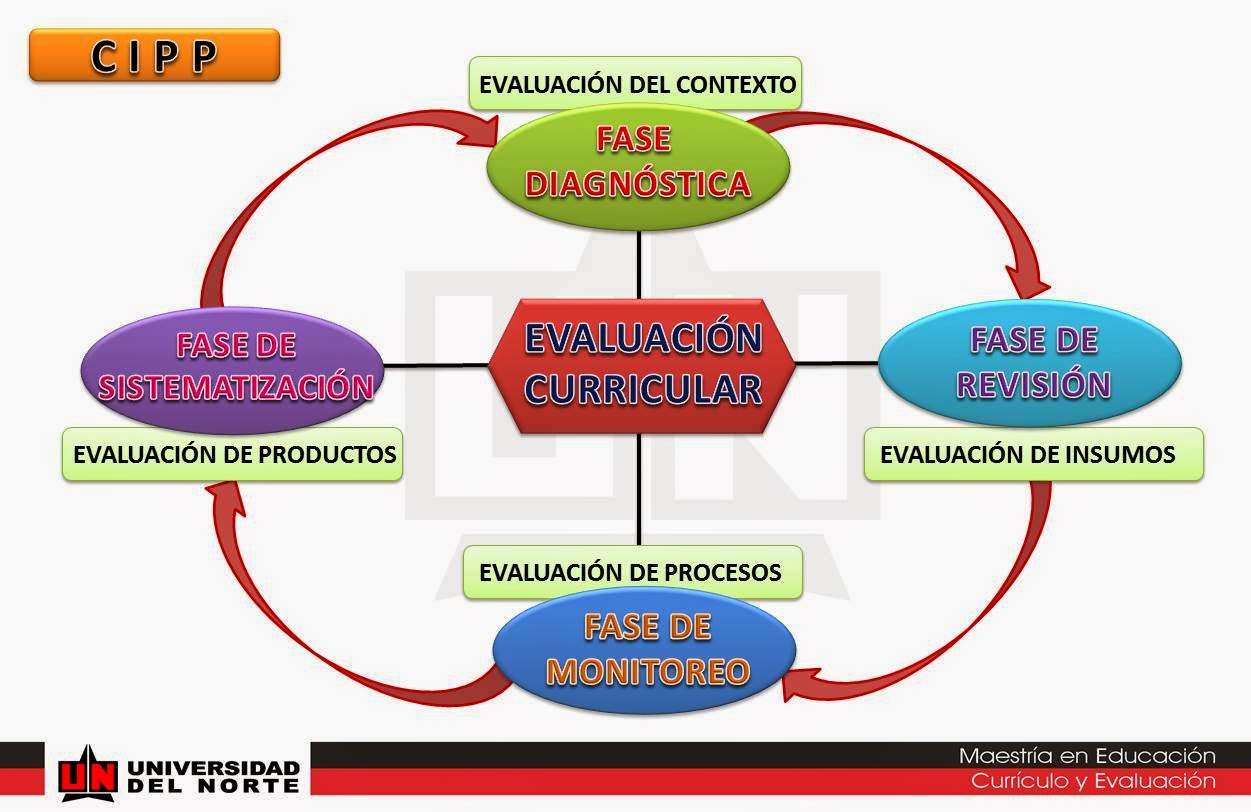 C I P P
EVALUACIÓN DEL CONTEXTO
FASE
DIAGNÓSTICA
EVALUACIÓN
CURRICULAR
FASE DE
REVISIÓN
EVALUACIÓN DE INSUMOS
EVALUACIÓN DE PROCESOS
FASE DE
MONITOREO
FASE DE
SISTEMATIZACIÓN
EVALUACIÓN DE PRODUCTOS
UN
UNIVERSIDAD
DEL NORTE
Maestría en Educación
Currículo y Evaluación